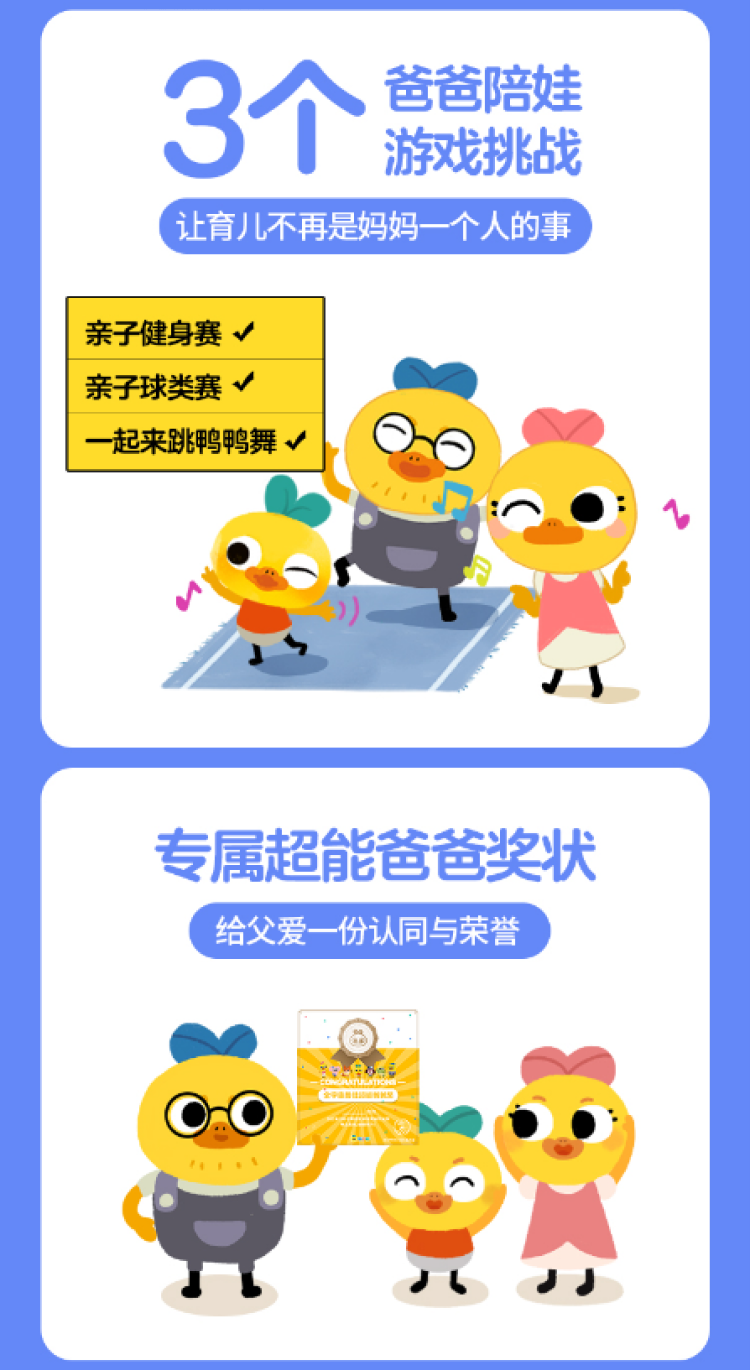 3个
爸爸陪娃
游戏挑战
让育儿不再是妈妈一个人的事
亲子健身赛 ✔
亲子球类赛 ✔
一起来跳鸭鸭舞 ✔
专属超能爸爸奖状
给父爱一份认同与荣誉
CONGRATULATIONS